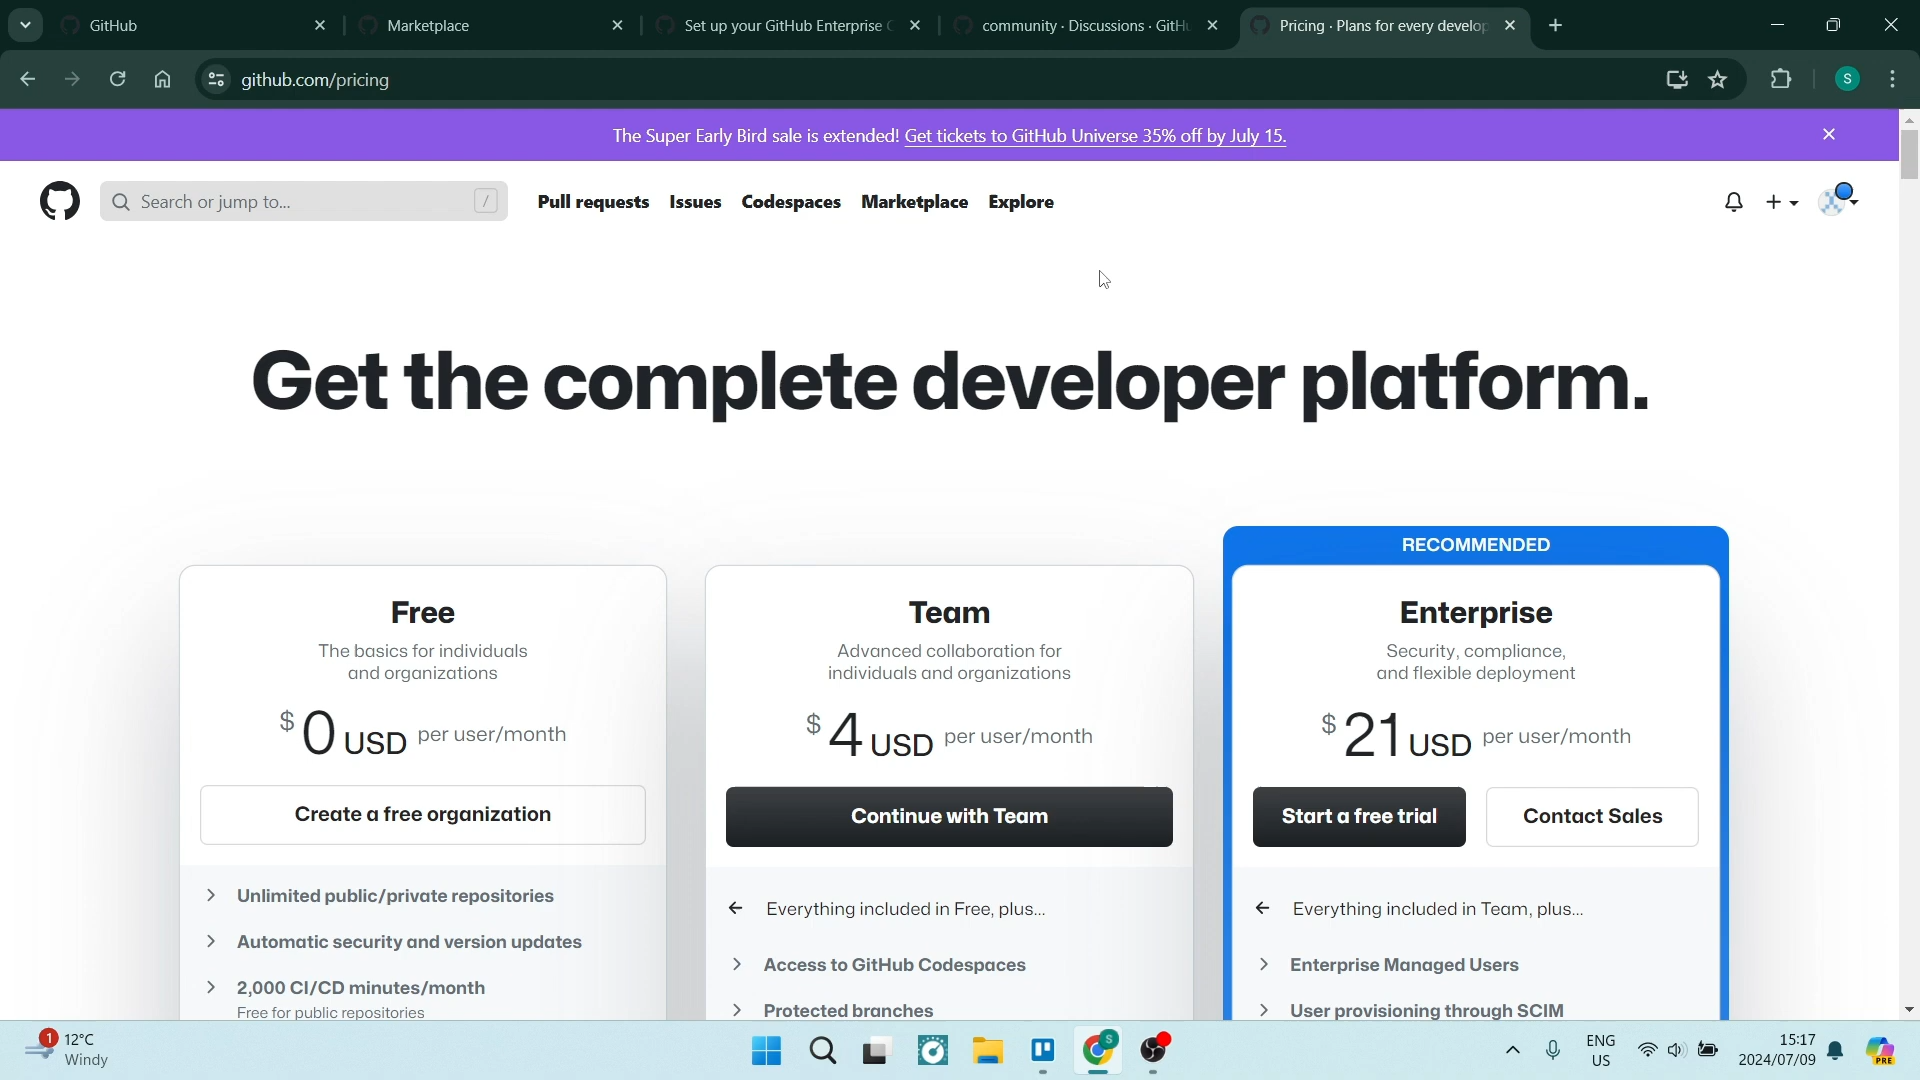 GitHub
Marketplace
Set up your GitHub Enterprise C
community · Discussions · GitHu
Pricing · Plans for every develop
github.com/pricing
S
The Super Early Bird sale is extended! Get tickets to GitHub Universe 35% off by July 15.
Search or jump to...
/
Pull requests
Issues
Codespaces
Marketplace
Explore
Get the complete developer platform.
RECOMMENDED
Free
The basics for individuals
and organizations
$ 0 USD per user/month
Create a free organization
Unlimited public/private repositories
Automatic security and version updates
2,000 CI/CD minutes/month
Free for public repositories
Team
Advanced collaboration for
individuals and organizations
$ 4 USD per user/month
Continue with Team
Everything included in Free, plus...
Access to GitHub Codespaces
Protected branches
Enterprise
Security, compliance,
and flexible deployment
$ 21 USD per user/month
Start a free trial
Contact Sales
Everything included in Team, plus...
Enterprise Managed Users
User provisioning through SCIM
1
12°C
Windy
S
ENG
US
15:17
2024/07/09
PRE